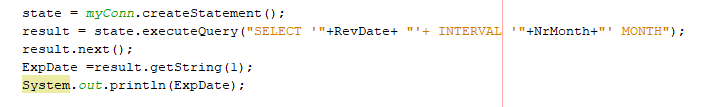 state = myConn.createStatement();
result = state.executeQuery("SELECT '"+RevDate+ "'+ INTERVAL '"+NrMonth+"' MONTH");
result.next();
ExpDate =result.getString(1);
System.out.println(ExpDate);